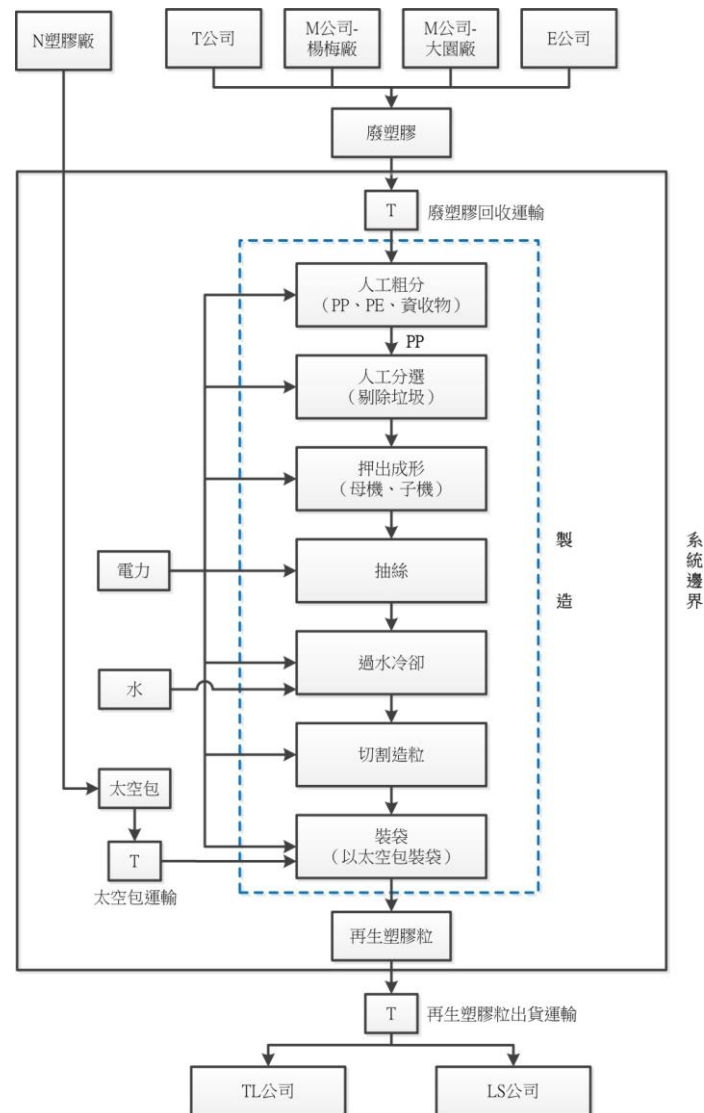 N塑膠廠
T公司
M公司-
楊梅廠
M公司-
大園廠
E公司
廢塑膠
T
廢塑膠回收運輸
人工粗分
（PP、PE、資收物）
PP
人工分選
（剔除垃圾）
押出成形
（母機、子機）
製
造
系
統
邊
界
電力
抽絲
過水冷卻
水
切割造粒
太空包
裝袋
（以太空包裝袋）
T
太空包運輸
再生塑膠粒
T
再生塑膠粒出貨運輸
TL公司
LS公司